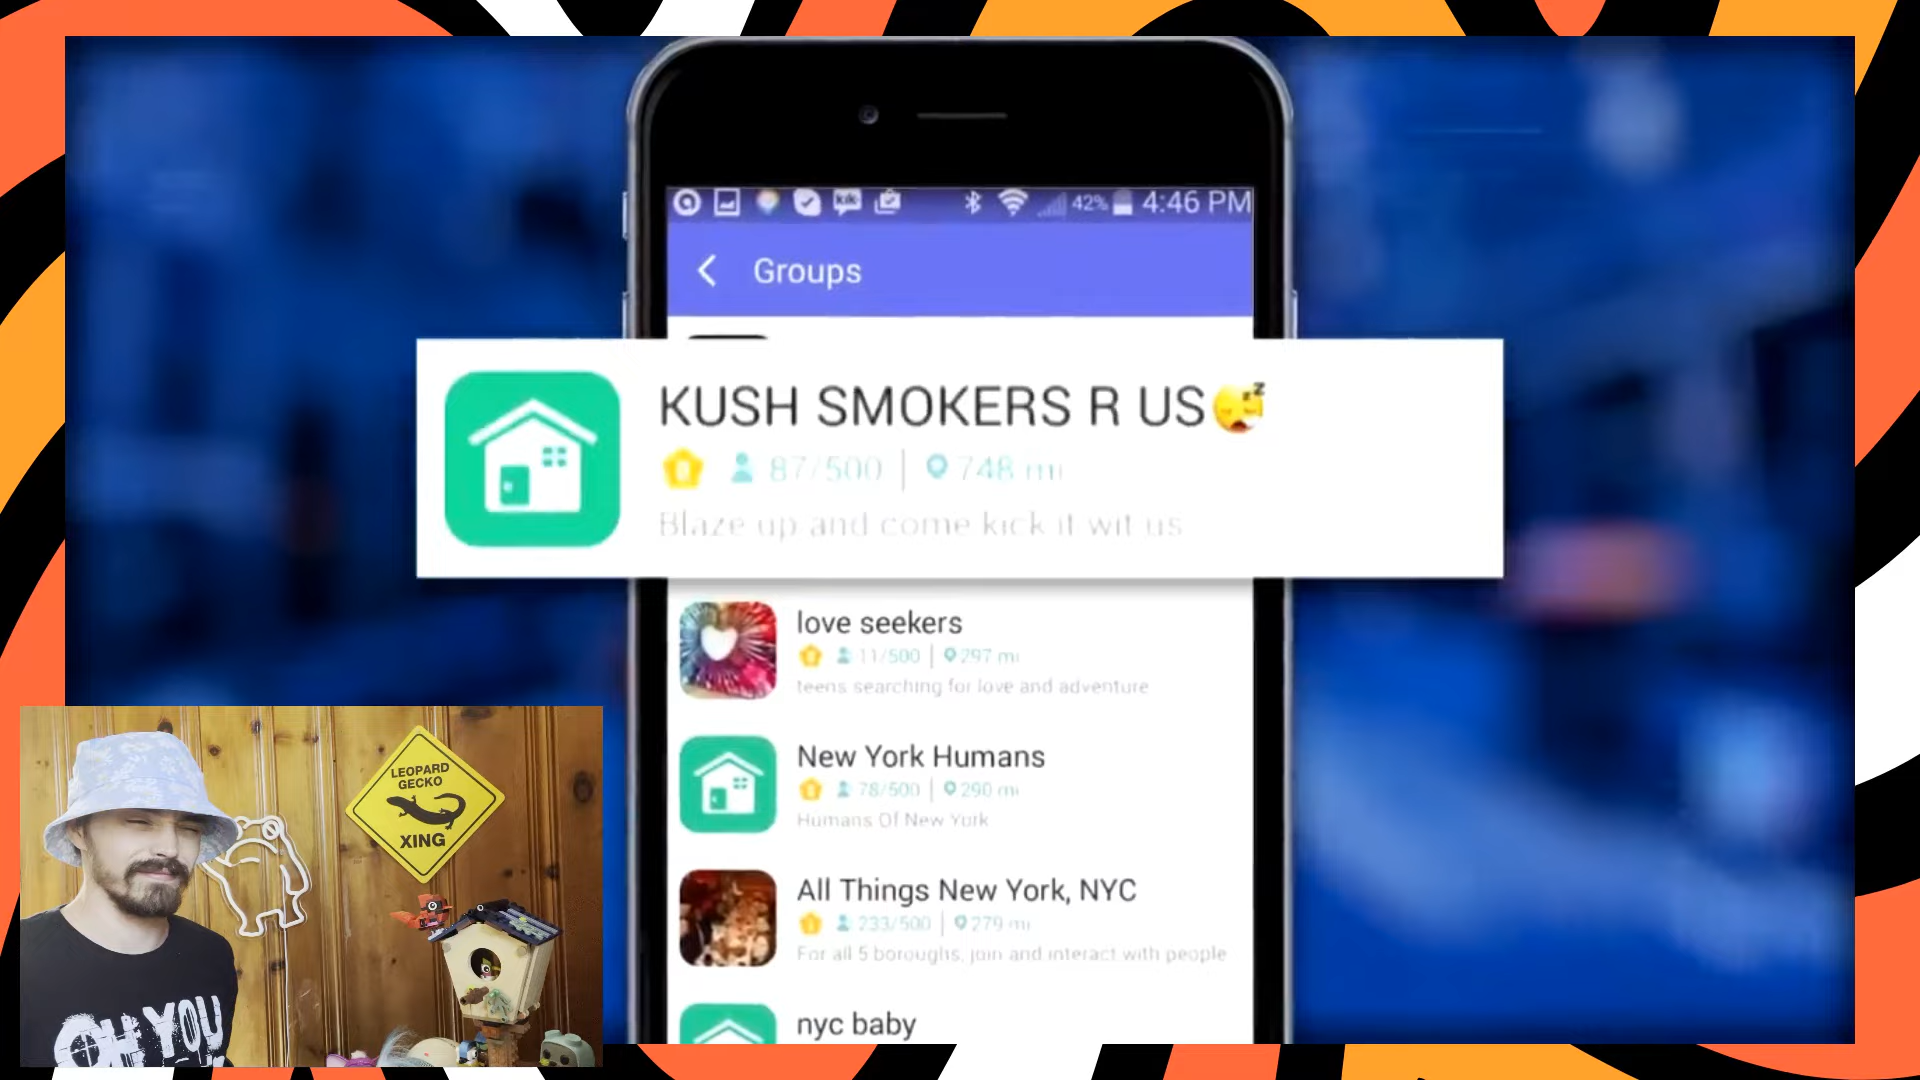 kik 42% 4:46 PM
Groups
KUSH SMOKERS R US
87/500 | 748 mi
Blaze up and come kick it wit us
love seekers
11/500 | 297 mi
teens searching for love and adventure
New York Humans
78/500 | 290 mi
Humans Of New York
All Things New York, NYC
233/500 | 279 mi
For all 5 boroughs, join and interact with people
nyc baby
LEOPARD
GECKO
XING
OH YOU